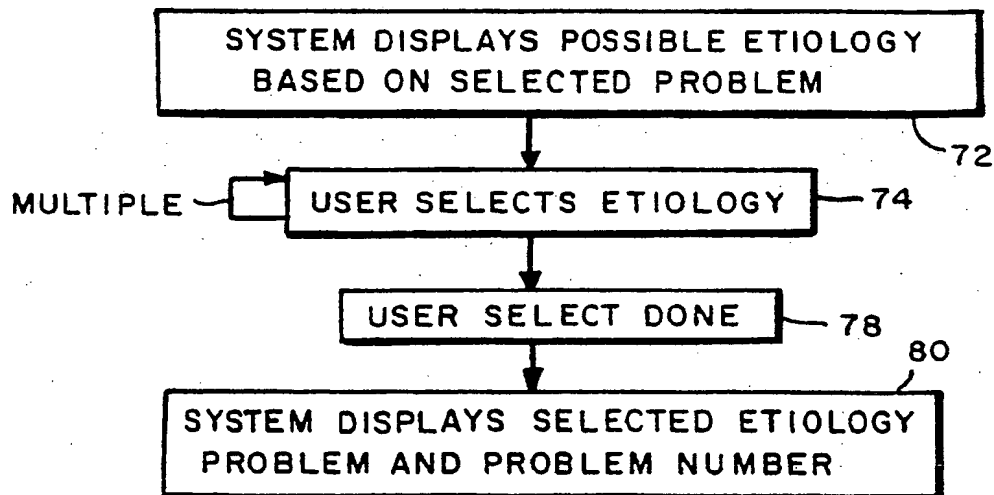 SYSTEM DISPLAYS POSSIBLE ETIOLOGY
BASED ON SELECTED PROBLEM
72
MULTIPLE
USER SELECTS ETIOLOGY
74
USER SELECT DONE
78
80
SYSTEM DISPLAYS SELECTED ETIOLOGY
PROBLEM AND PROBLEM NUMBER